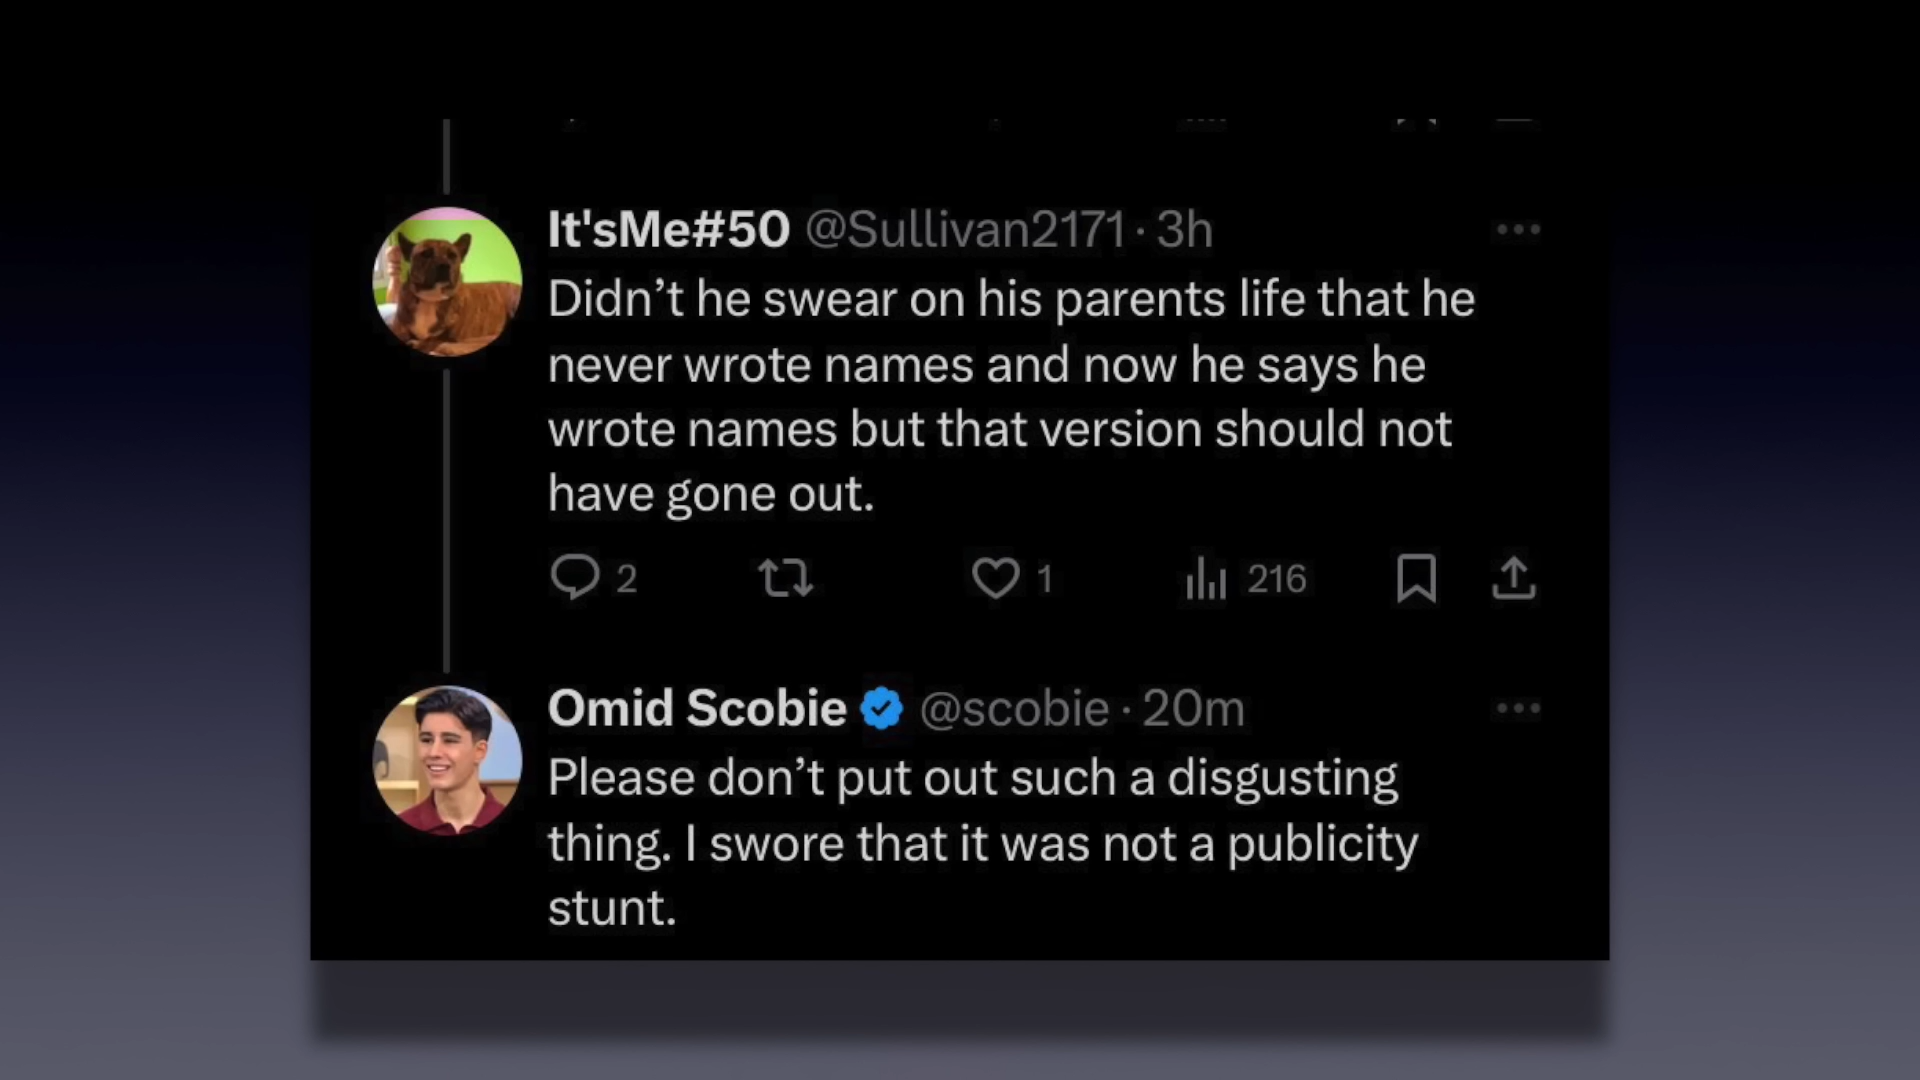 It'sMe#50 @Sullivan2171 · 3h
Didn’t he swear on his parents life that he
never wrote names and now he says he
wrote names but that version should not
have gone out.
2 1 216
Omid Scobie @scobie · 20m
Please don’t put out such a disgusting
thing. I swore that it was not a publicity
stunt.